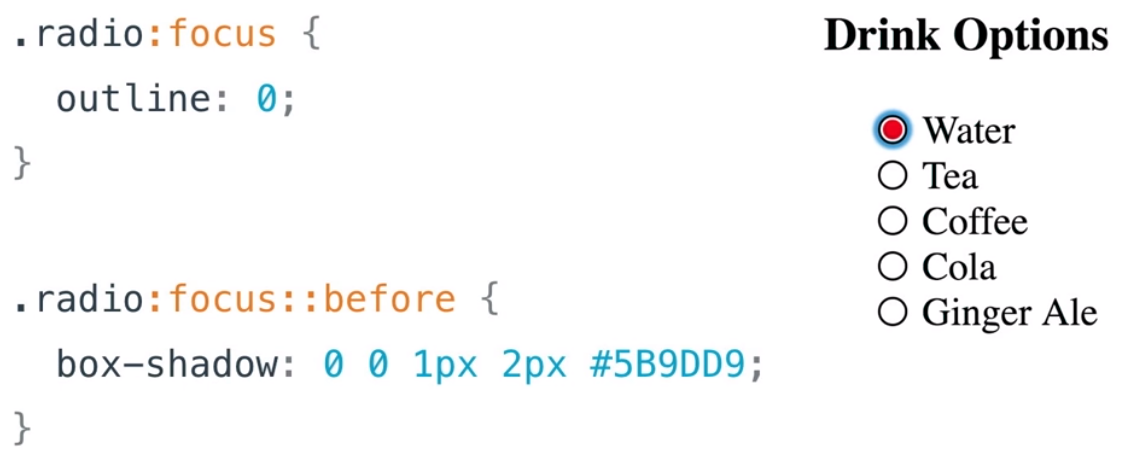 .radio:focus {
outline: 0;
}
.radio:focus::before {
box-shadow: 0 0 1px 2px #5B9DD9;
}
Drink Options
Water
Tea
Coffee
Cola
Ginger Ale